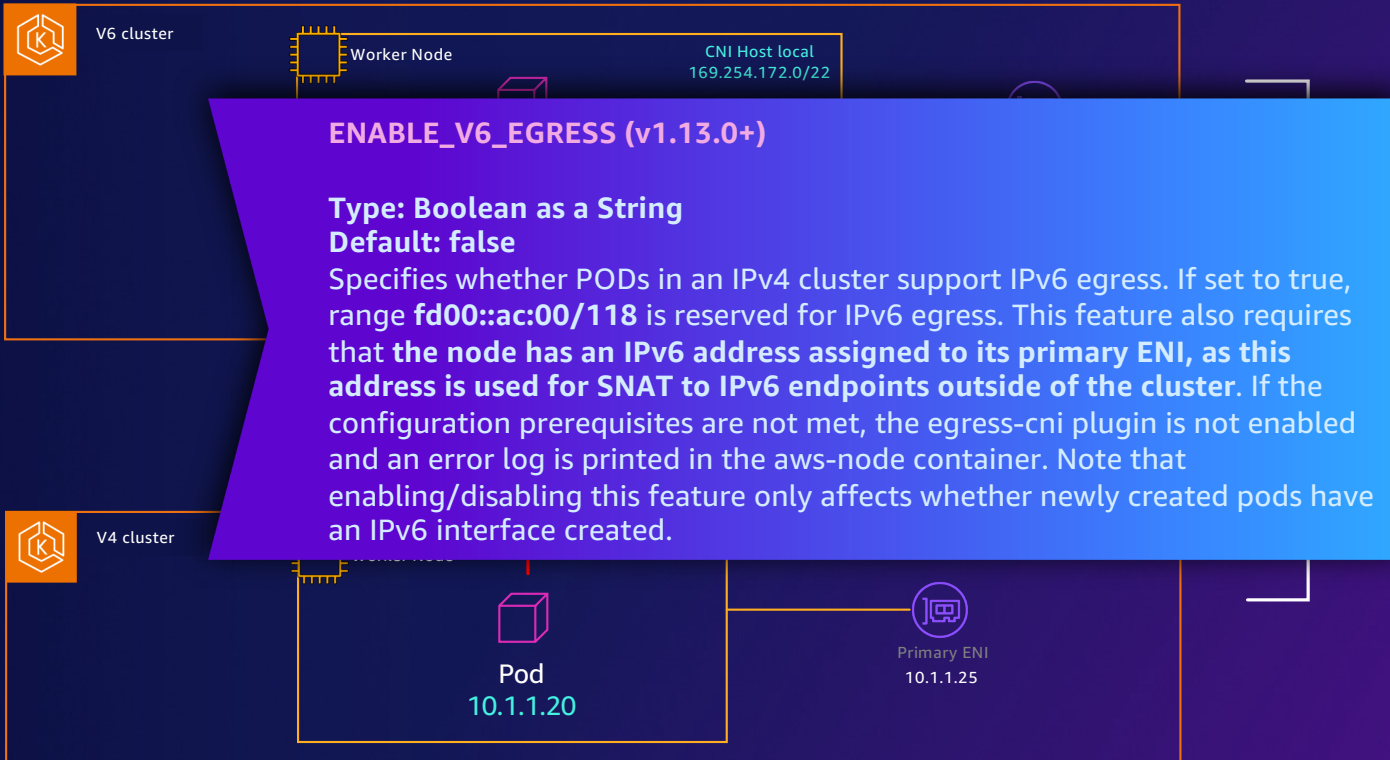 V6 cluster
Worker Node
CNI Host local
169.254.172.0/22
ENABLE_V6_EGRESS (v1.13.0+)
Type: Boolean as a String
Default: false
Specifies whether PODs in an IPv4 cluster support IPv6 egress. If set to true,
range fd00::ac:00/118 is reserved for IPv6 egress. This feature also requires
that the node has an IPv6 address assigned to its primary ENI, as this
address is used for SNAT to IPv6 endpoints outside of the cluster. If the
configuration prerequisites are not met, the egress-cni plugin is not enabled
and an error log is printed in the aws-node container. Note that
enabling/disabling this feature only affects whether newly created pods have
an IPv6 interface created.
V4 cluster
Worker Node
Pod
10.1.1.20
Primary ENI
10.1.1.25